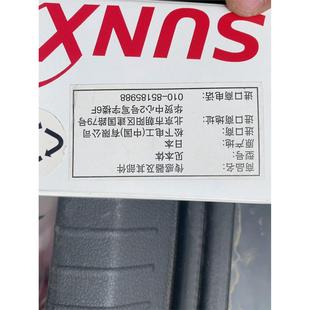 SUNX
商品名: 传感器及其部件
型号: 见本体
原产地: 日本
进口商: 松下电工(中国)有限公司
进口商地址: 北京市朝阳区建国路79号
华贸中心2号写字楼6F
进口商电话: 010-85185988